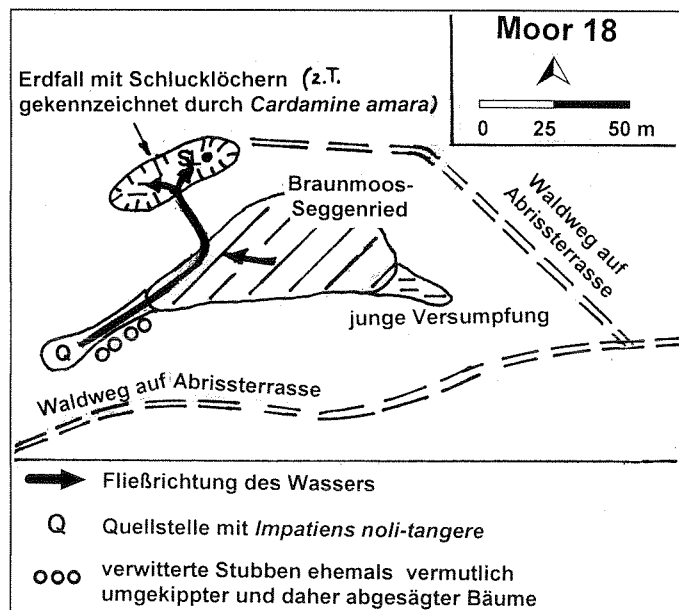 Moor 18
0 25 50 m
Erdfall mit Schlucklöchern (z.T.
gekennzeichnet durch Cardamine amara)
SL
Braunmoos-
Seggenried
Waldweg auf
Abrissterrasse
junge Versumpfung
Q
Waldweg auf Abrissterrasse
Fließrichtung des Wassers
Q Quellstelle mit Impatiens noli-tangere
verwitterte Stubben ehemals vermutlich
umgekippter und daher abgesägter Bäume